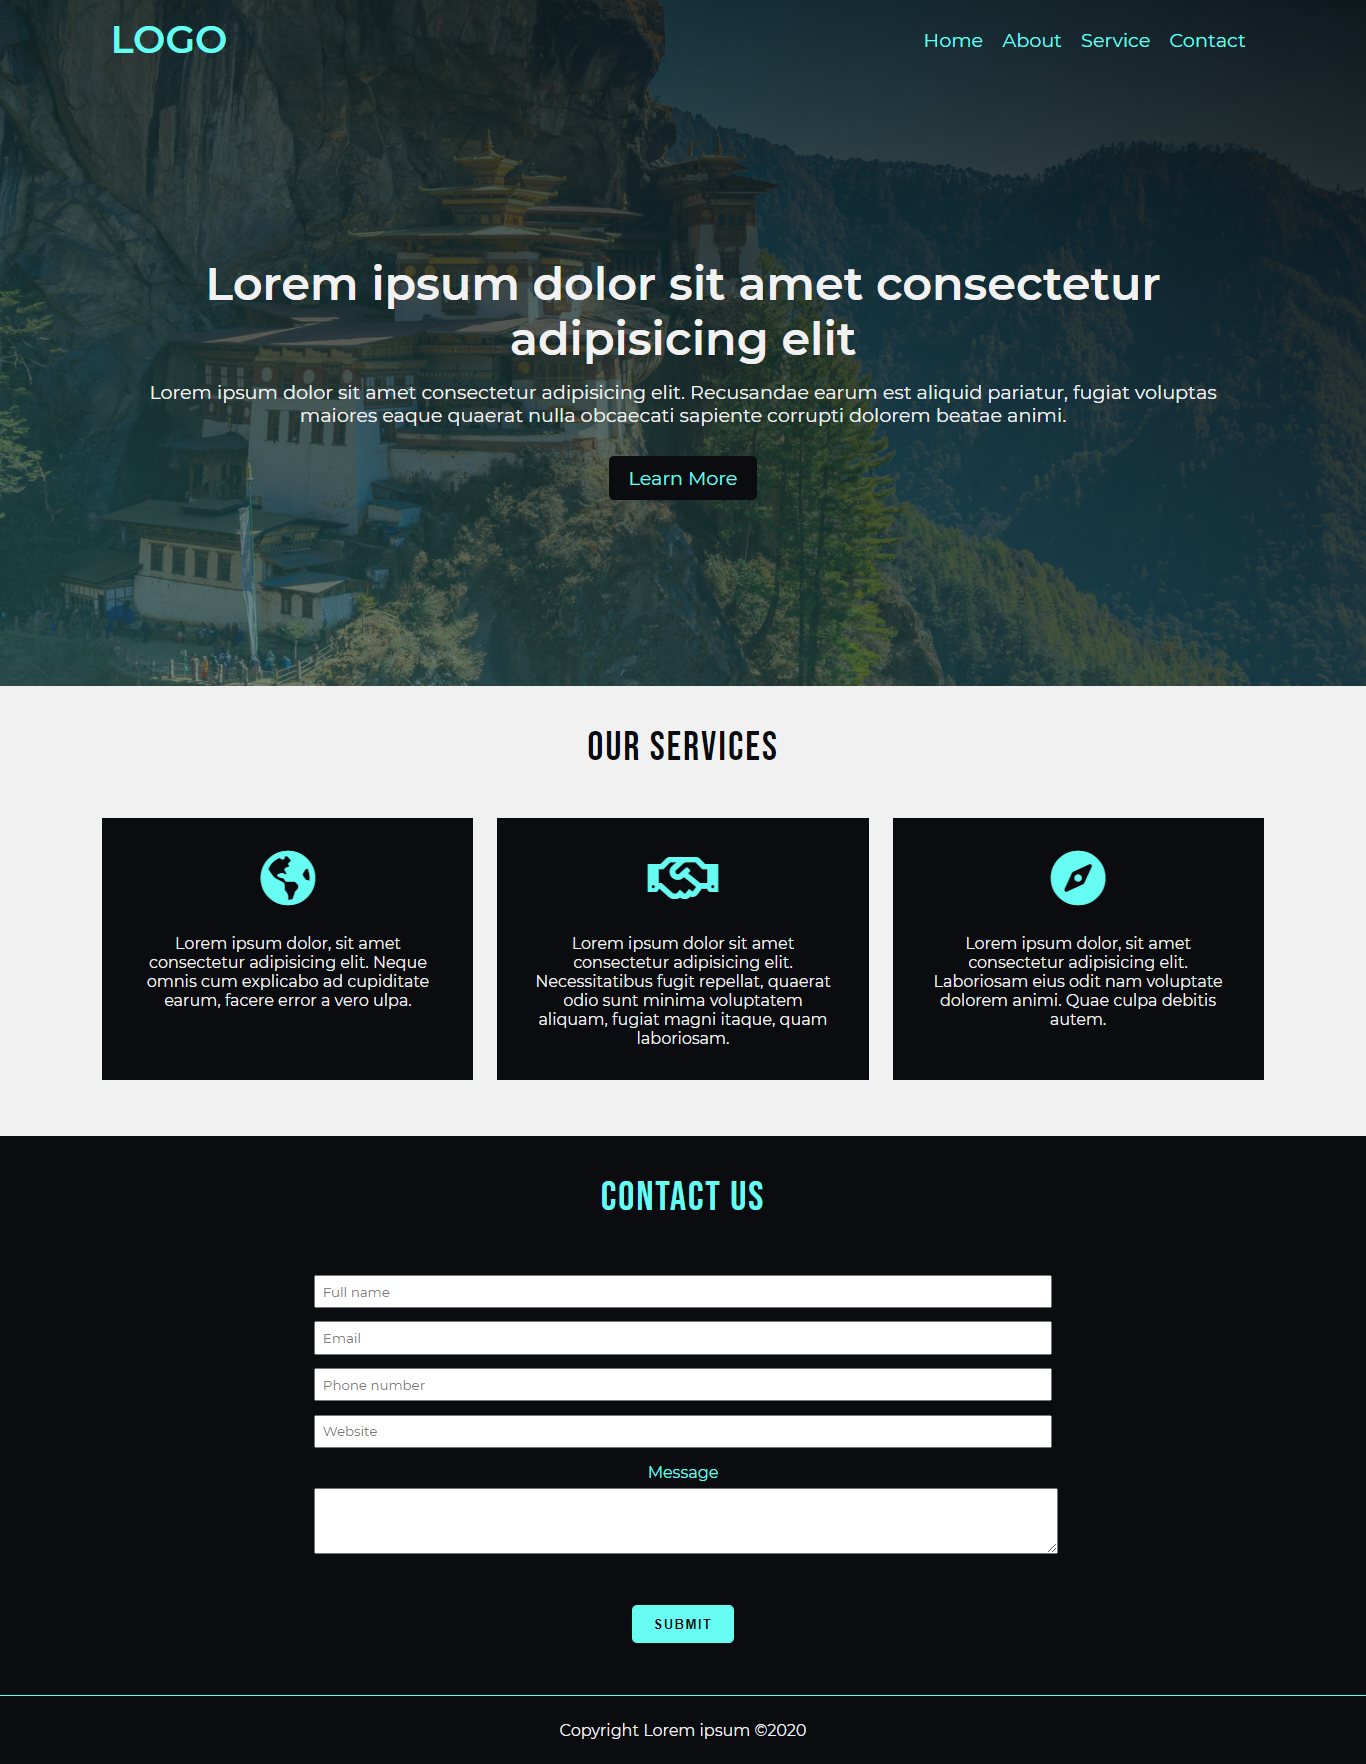 LOGO
Home About Service Contact
Lorem ipsum dolor sit amet consectetur
adipisicing elit
Lorem ipsum dolor sit amet consectetur adipisicing elit. Recusandae earum est aliquid pariatur, fugiat voluptas
maiores eaque quaerat nulla obcaecati sapiente corrupti dolorem beatae animi.
Learn More
OUR SERVICES
Lorem ipsum dolor, sit amet
consectetur adipisicing elit. Neque
omnis cum explicabo ad cupiditate
earum, facere error a vero ulpa.
Lorem ipsum dolor sit amet
consectetur adipisicing elit.
Necessitatibus fugit repellat, quaerat
odio sunt minima voluptatem
aliquam, fugiat magni itaque, quam
laboriosam.
Lorem ipsum dolor, sit amet
consectetur adipisicing elit.
Laboriosam eius odit nam voluptate
dolorem animi. Quae culpa debitis
autem.
CONTACT US
Full name
Email
Phone number
Website
Message
SUBMIT
Copyright Lorem ipsum ©2020